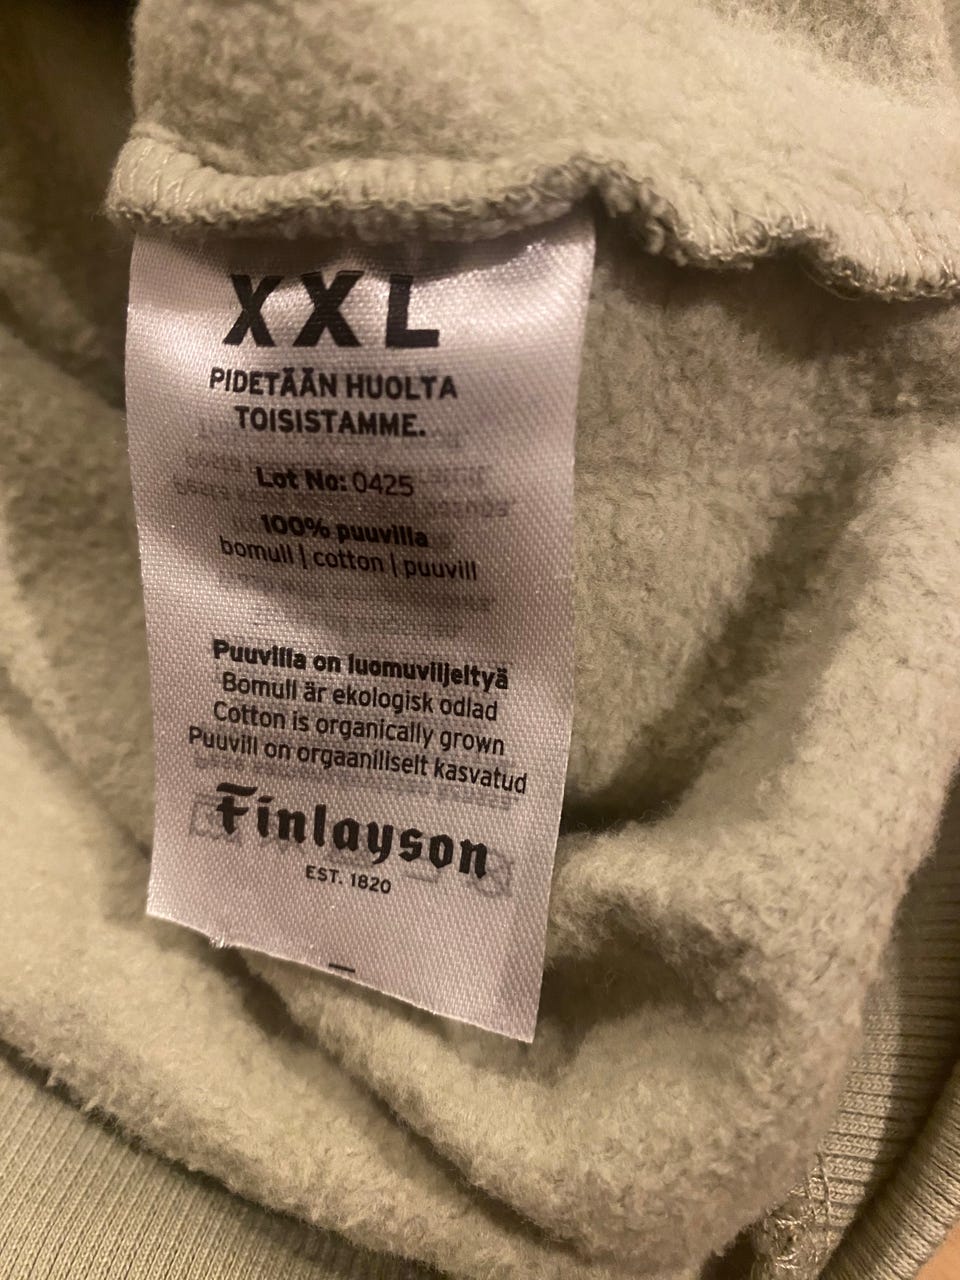 XXL
PIDETÄÄN HUOLTA
TOISISTAMME.
Lot No: 0425
100% puuvilla
bomull | cotton | puuvill
Puuvilla on luomuviljeltyä
Bomull är ekologisk odlad
Cotton is organically grown
Puuvill on orgaaniliselt kasvatud
Finlayson
EST. 1820